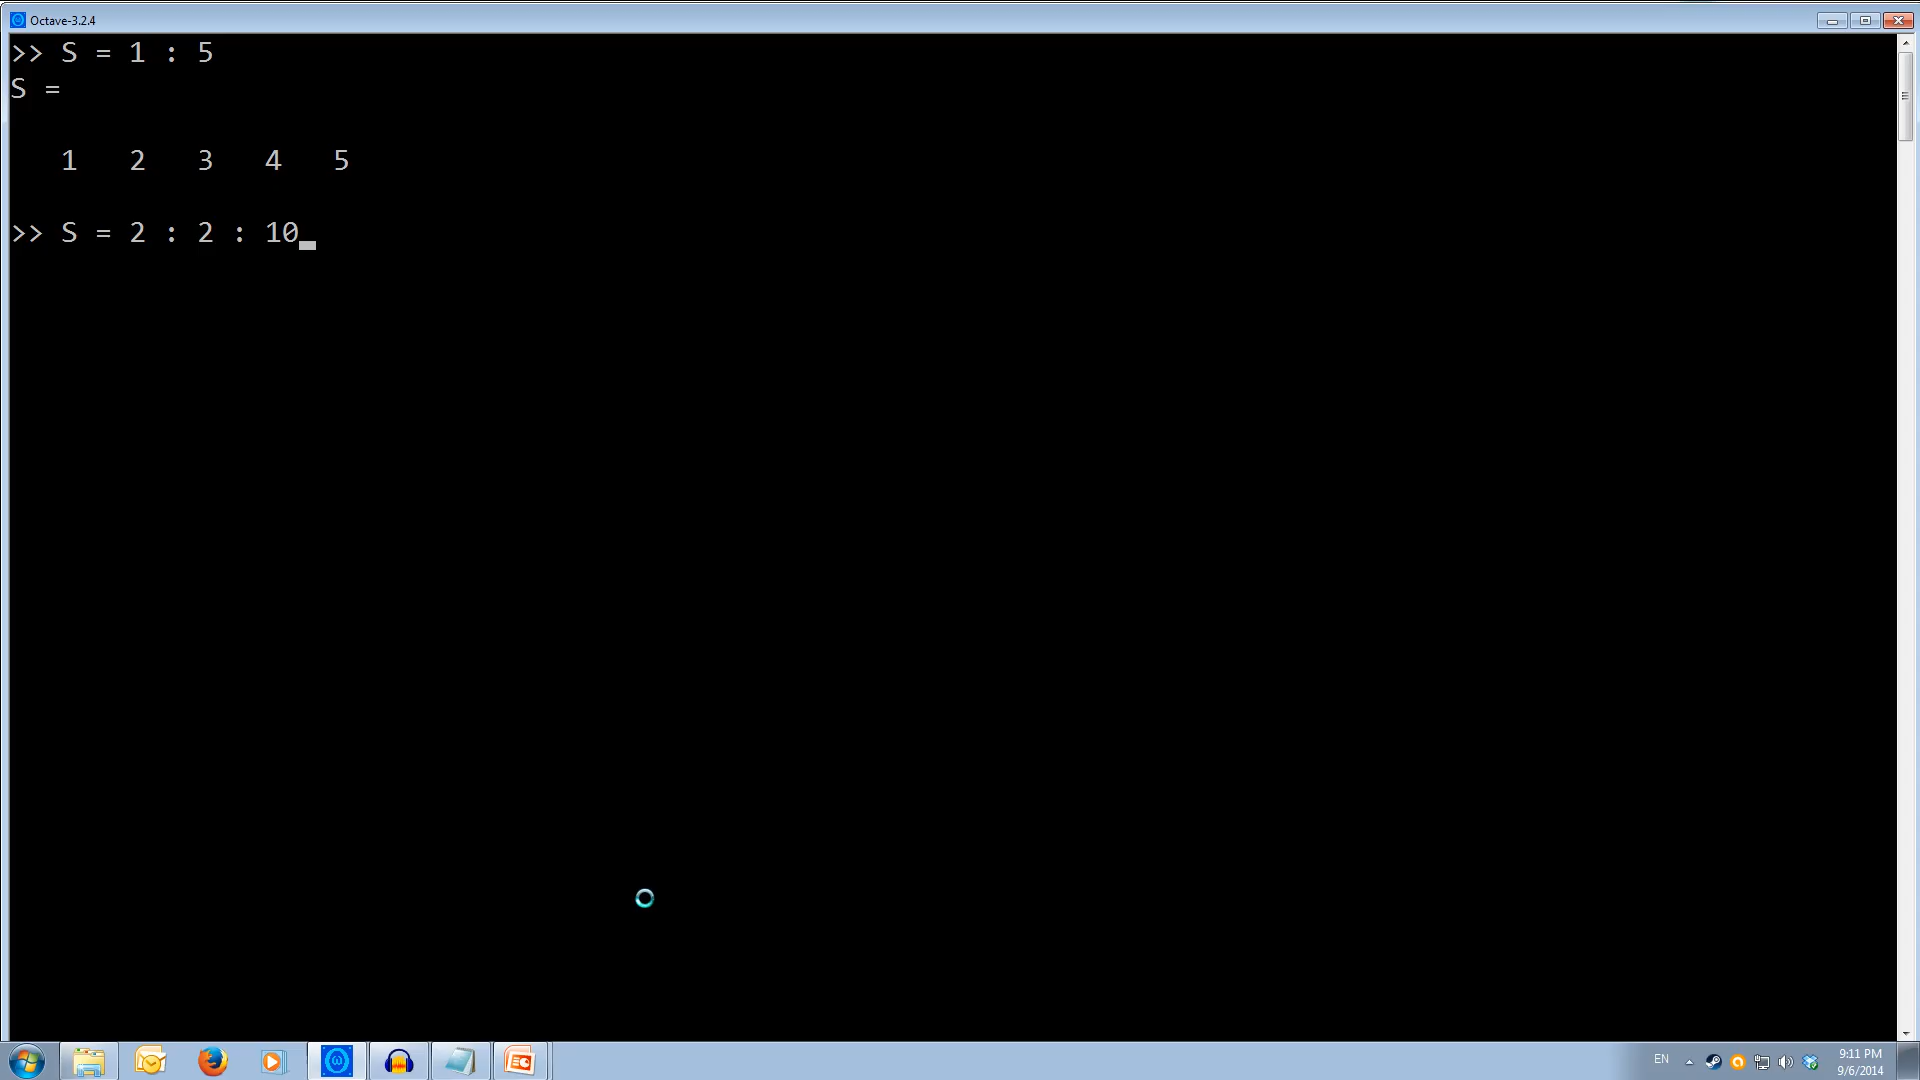 Octave-3.2.4
>> S = 1 : 5
S =
1 2 3 4 5
>> S = 2 : 2 : 10
EN
9:11 PM
9/6/2014